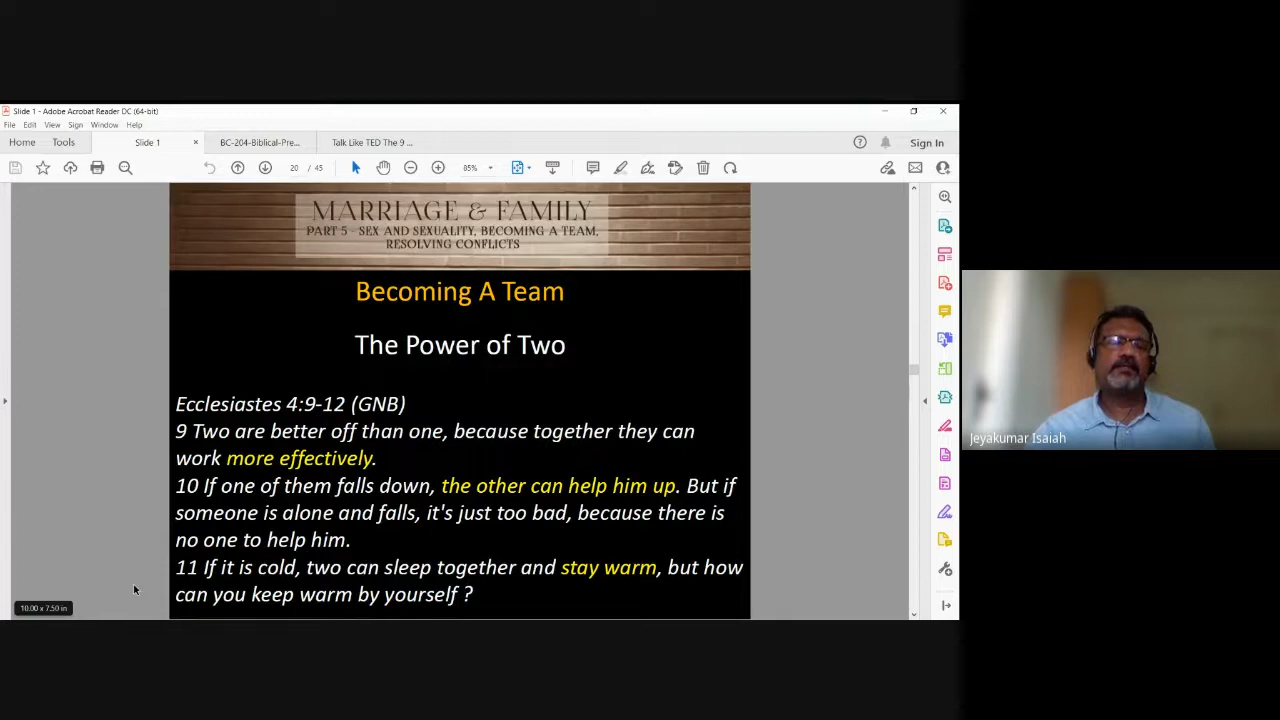 Slide 1 - Adobe Acrobat Reader DC (64-bit)
File Edit View Sign Window Help
Home Tools Slide 1 × BC-204-Biblical-Pre... Talk Like TED The 9 ... Sign In
20 / 45 85%
MARRIAGE & FAMILY
PART 5 - SEX AND SEXUALITY, BECOMING A TEAM,
RESOLVING CONFLICTS
Becoming A Team
The Power of Two
Ecclesiastes 4:9-12 (GNB)
9 Two are better off than one, because together they can
work more effectively.
10 If one of them falls down, the other can help him up. But if
someone is alone and falls, it's just too bad, because there is
no one to help him.
11 If it is cold, two can sleep together and stay warm, but how
can you keep warm by yourself ?
10.00 x 7.50 in
Jeyakumar Isaiah